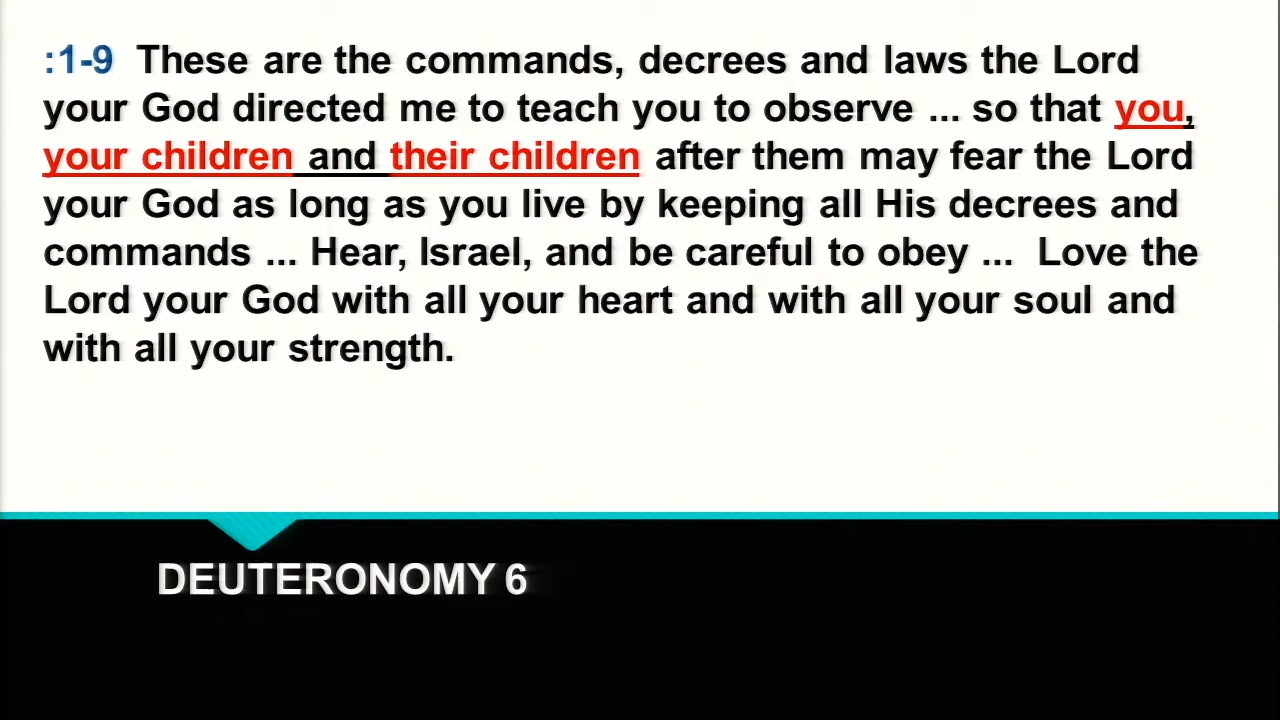 :1-9 These are the commands, decrees and laws the Lord
your God directed me to teach you to observe ... so that you,
your children and their children after them may fear the Lord
your God as long as you live by keeping all His decrees and
commands ... Hear, Israel, and be careful to obey ... Love the
Lord your God with all your heart and with all your soul and
with all your strength.
DEUTERONOMY 6